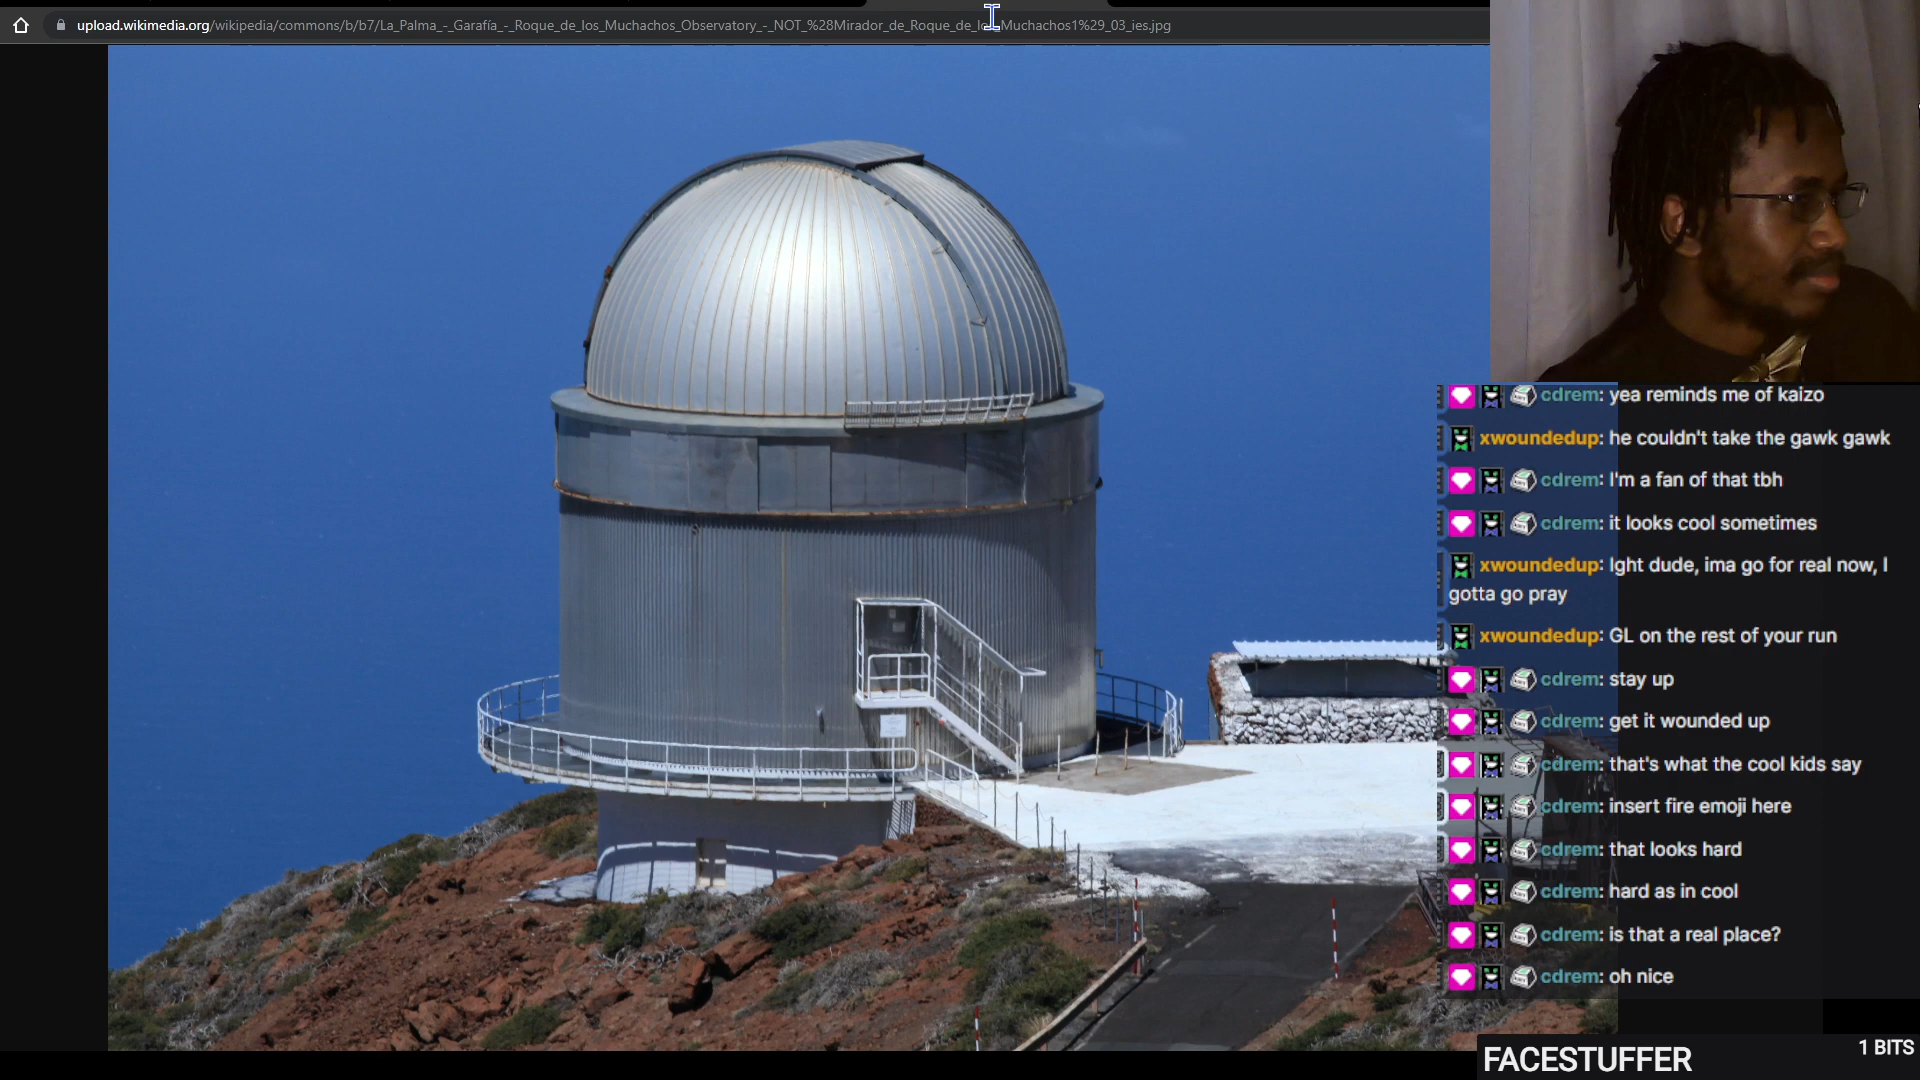 upload.wikimedia.org/wikipedia/commons/b/b7/La_Palma_-_Garafía_-_Roque_de_los_Muchachos_Observatory_-_NOT_%28Mirador_de_Roque_de_los_Muchachos1%29_03_ies.jpg
cdrem: yea reminds me of kaizo
xwoundedup: he couldn't take the gawk gawk
cdrem: I'm a fan of that tbh
cdrem: it looks cool sometimes
xwoundedup: Ight dude, ima go for real now, I
gotta go pray
xwoundedup: GL on the rest of your run
cdrem: stay up
cdrem: get it wounded up
cdrem: that's what the cool kids say
cdrem: insert fire emoji here
cdrem: that looks hard
cdrem: hard as in cool
cdrem: is that a real place?
cdrem: oh nice
FACESTUFFER
1 BITS